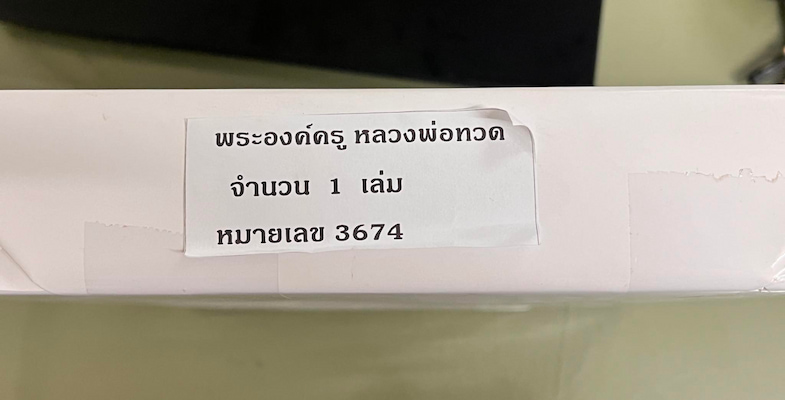 พระองค์ครู หลวงพ่อทวด
จำนวน 1 เล่ม
หมายเลข 3674